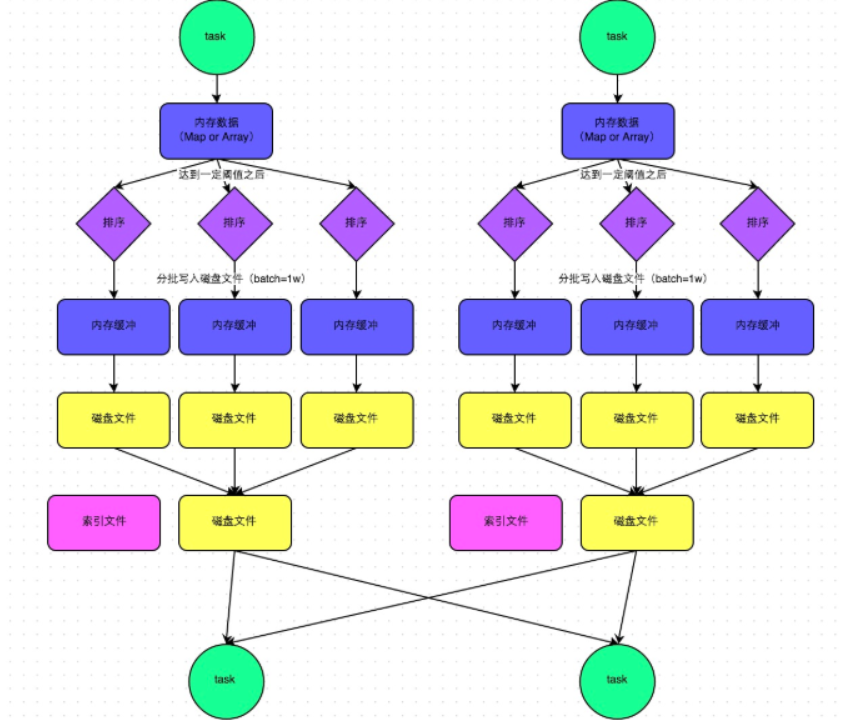 task
task
内存数据
（Map or Array）
内存数据
（Map or Array）
达到一定阈值之后
达到一定阈值之后
排序
排序
排序
排序
排序
排序
分批写入磁盘文件（batch=1w）
分批写入磁盘文件（batch=1w）
内存缓冲
内存缓冲
内存缓冲
内存缓冲
内存缓冲
内存缓冲
磁盘文件
磁盘文件
磁盘文件
磁盘文件
磁盘文件
磁盘文件
索引文件
磁盘文件
索引文件
磁盘文件
task
task